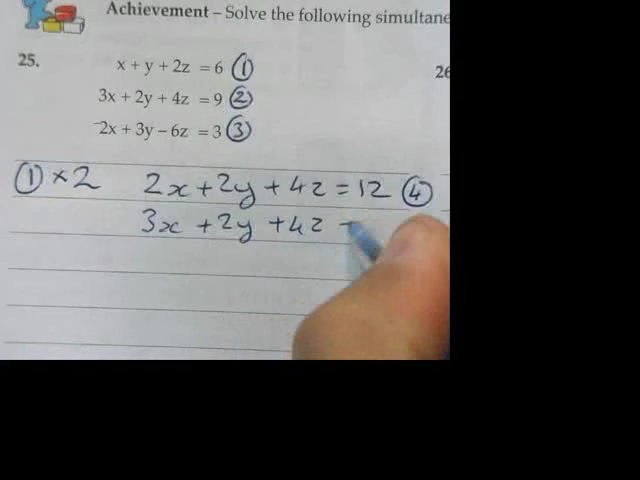 Achievement – Solve the following simultane
25.
x + y + 2z = 6 ①
26
3x + 2y + 4z = 9 ②
-2x + 3y – 6z = 3 ③
① × 2 2x + 2y + 4z = 12 ④
3x + 2y + 4z =